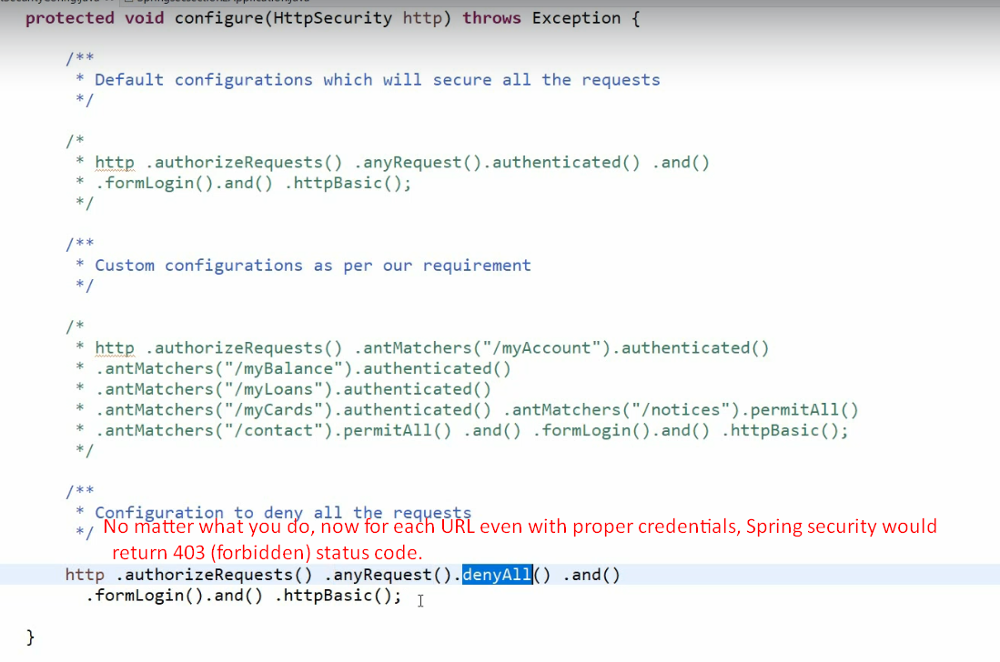 protected void configure(HttpSecurity http) throws Exception {
/**
* Default configurations which will secure all the requests
*/
/*
* http .authorizeRequests() .anyRequest().authenticated() .and()
* .formLogin().and() .httpBasic();
*/
/**
* Custom configurations as per our requirement
*/
/*
* http .authorizeRequests() .antMatchers("/myAccount").authenticated()
* .antMatchers("/myBalance").authenticated()
* .antMatchers("/myLoans").authenticated()
* .antMatchers("/myCards").authenticated() .antMatchers("/notices").permitAll()
* .antMatchers("/contact").permitAll() .and() .formLogin().and() .httpBasic();
*/
/**
* Configuration to deny all the requests
*/
No matter what you do, now for each URL even with proper credentials, Spring security would
return 403 (forbidden) status code.
http .authorizeRequests() .anyRequest().denyAll() .and()
.formLogin().and() .httpBasic();
}